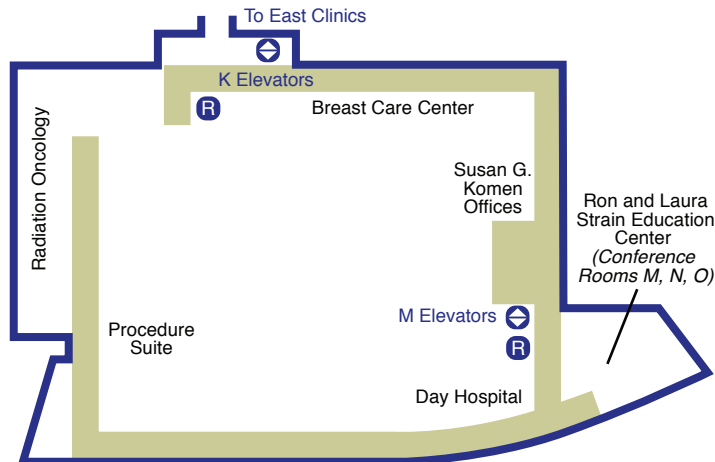 To East Clinics
K Elevators
R
Breast Care Center
Radiation Oncology
Susan G.
Komen
Offices
Ron and Laura
Strain Education
Center
(Conference
Rooms M, N, O)
M Elevators
R
Procedure
Suite
Day Hospital